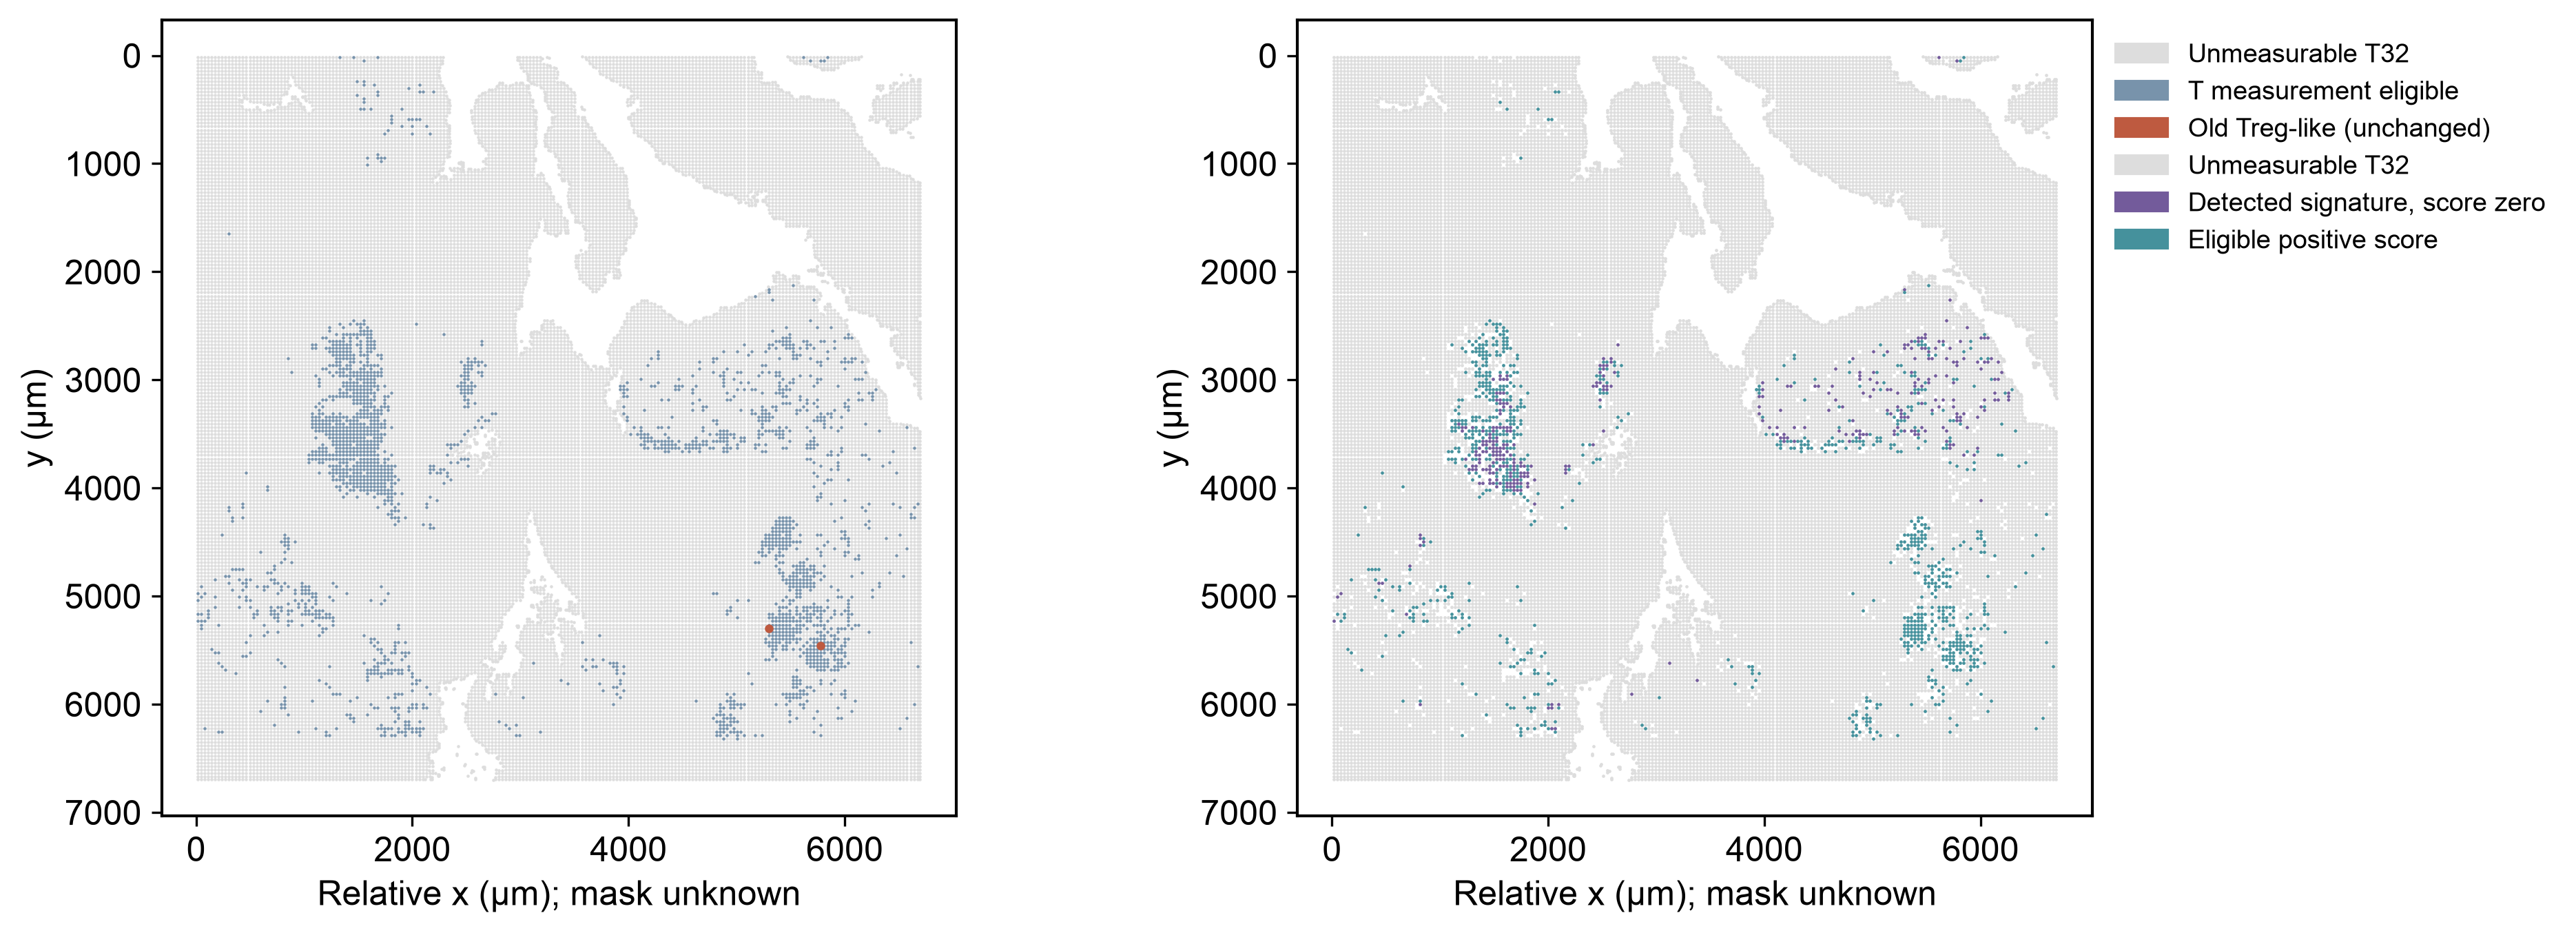 0
1000
2000
3000
4000
5000
6000
7000
y (µm)
0
2000
4000
6000
Relative x (µm); mask unknown
0
1000
2000
3000
4000
5000
6000
7000
y (µm)
0
2000
4000
6000
Relative x (µm); mask unknown
Unmeasurable T32
T measurement eligible
Old Treg-like (unchanged)
Unmeasurable T32
Detected signature, score zero
Eligible positive score